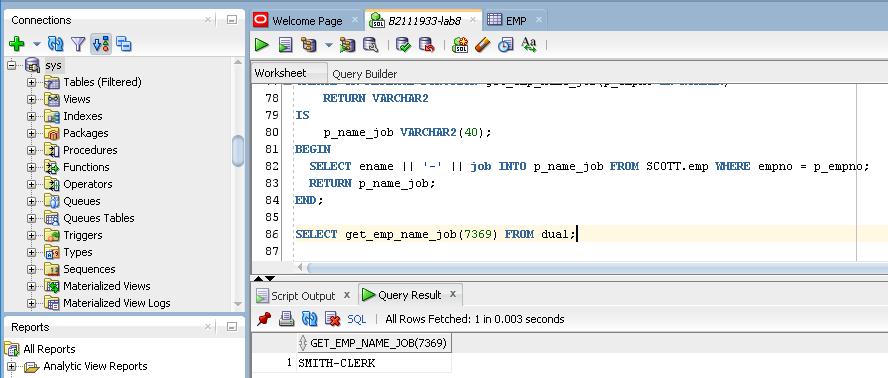 Connections
sys
Tables (Filtered)
Views
Indexes
Packages
Procedures
Functions
Operators
Queues
Queues Tables
Triggers
Types
Sequences
Materialized Views
Materialized View Logs
Reports
All Reports
Analytic View Reports
Welcome Page
B2111933-lab8
EMP
SQL
Aa
Worksheet
Query Builder
78 RETURN VARCHAR2
79 IS
80 p_name_job VARCHAR2(40);
81 BEGIN
82 SELECT ename || '-' || job INTO p_name_job FROM SCOTT.emp WHERE empno = p_empno;
83 RETURN p_name_job;
84 END;
85
86 SELECT get_emp_name_job(7369) FROM dual;
87
Script Output
Query Result
SQL | All Rows Fetched: 1 in 0.003 seconds
GET_EMP_NAME_JOB(7369)
1 SMITH-CLERK